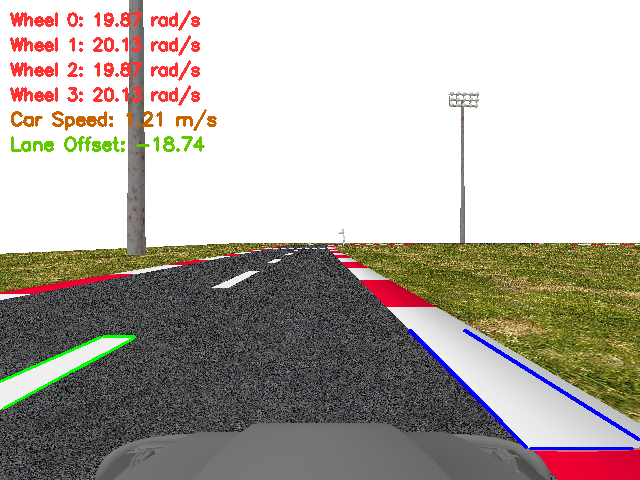 Wheel 0: 19.87 rad/s
Wheel 1: 20.13 rad/s
Wheel 2: 19.87 rad/s
Wheel 3: 20.13 rad/s
Car Speed: 1.21 m/s
Lane Offset: -18.74